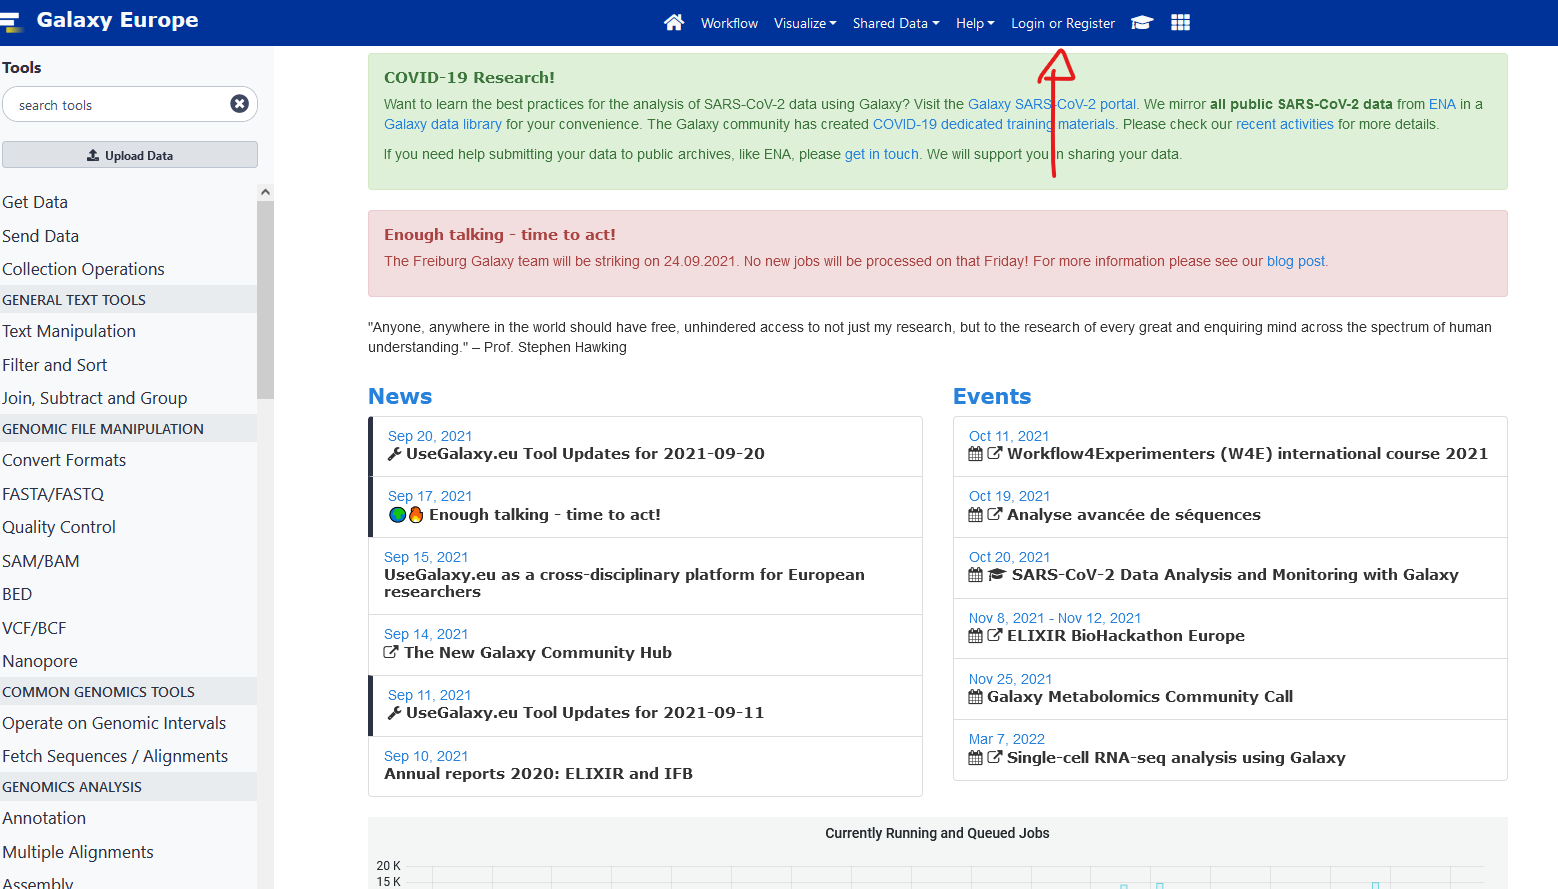 Galaxy Europe
Workflow Visualize Shared Data Help Login or Register
Tools
search tools
Upload Data
Get Data
Send Data
Collection Operations
GENERAL TEXT TOOLS
Text Manipulation
Filter and Sort
Join, Subtract and Group
GENOMIC FILE MANIPULATION
Convert Formats
FASTA/FASTQ
Quality Control
SAM/BAM
BED
VCF/BCF
Nanopore
COMMON GENOMICS TOOLS
Operate on Genomic Intervals
Fetch Sequences / Alignments
GENOMICS ANALYSIS
Annotation
Multiple Alignments
Assembly
COVID-19 Research!
Want to learn the best practices for the analysis of SARS-CoV-2 data using Galaxy? Visit the Galaxy SARS-CoV-2 portal. We mirror all public SARS-CoV-2 data from ENA in a
Galaxy data library for your convenience. The Galaxy community has created COVID-19 dedicated training materials. Please check our recent activities for more details.
If you need help submitting your data to public archives, like ENA, please get in touch. We will support you in sharing your data.
Enough talking - time to act!
The Freiburg Galaxy team will be striking on 24.09.2021. No new jobs will be processed on that Friday! For more information please see our blog post.
"Anyone, anywhere in the world should have free, unhindered access to not just my research, but to the research of every great and enquiring mind across the spectrum of human
understanding." – Prof. Stephen Hawking
News
Sep 20, 2021
UseGalaxy.eu Tool Updates for 2021-09-20
Sep 17, 2021
Enough talking - time to act!
Sep 15, 2021
UseGalaxy.eu as a cross-disciplinary platform for European
researchers
Sep 14, 2021
The New Galaxy Community Hub
Sep 11, 2021
UseGalaxy.eu Tool Updates for 2021-09-11
Sep 10, 2021
Annual reports 2020: ELIXIR and IFB
Events
Oct 11, 2021
Workflow4Experimenters (W4E) international course 2021
Oct 19, 2021
Analyse avancée de séquences
Oct 20, 2021
SARS-CoV-2 Data Analysis and Monitoring with Galaxy
Nov 8, 2021 - Nov 12, 2021
ELIXIR BioHackathon Europe
Nov 25, 2021
Galaxy Metabolomics Community Call
Mar 7, 2022
Single-cell RNA-seq analysis using Galaxy
Currently Running and Queued Jobs
20 K
15 K